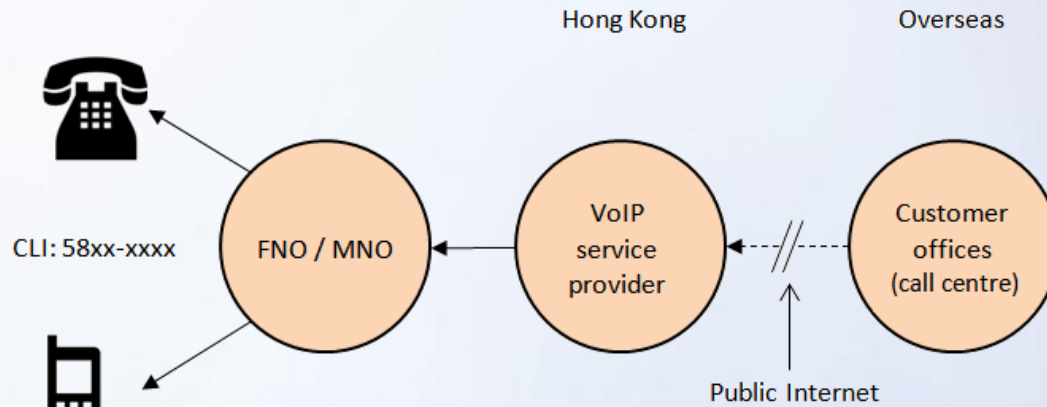 Hong Kong
Overseas
CLI: 58xx-xxxx
FNO / MNO
VoIP
service
provider
Customer
offices
(call centre)
Public Internet